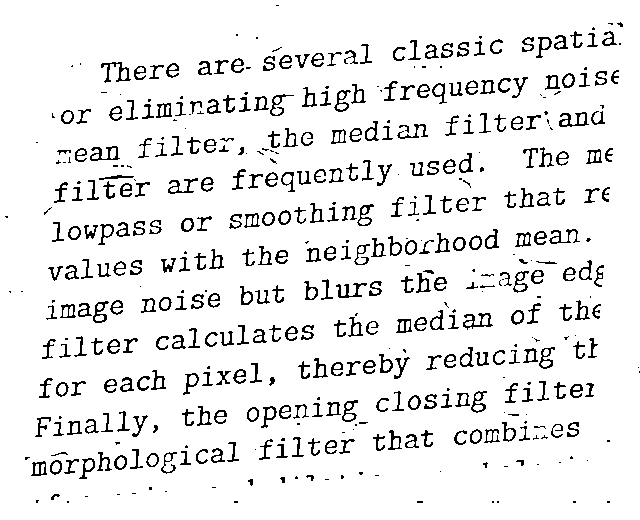 There are several classic spatia
or eliminating high frequency noise
mean filter, the median filter and
filter are frequently used. The me
lowpass or smoothing filter that re
values with the neighborhood mean.
image noise but blurs the image edg
filter calculates the median of the
for each pixel, thereby reducing th
Finally, the opening closing filter
morphological filter that combines